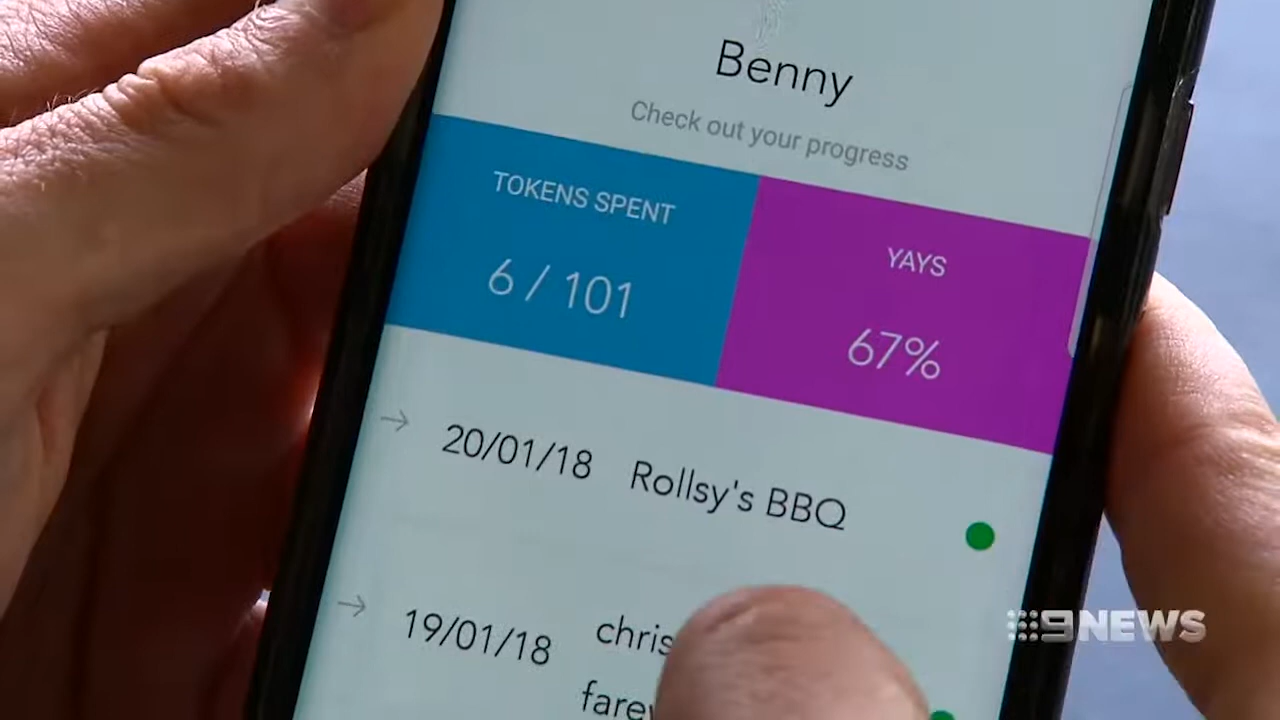 Benny
Check out your progress
TOKENS SPENT
6 / 101
YAYS
67%
→ 20/01/18 Rollsy's BBQ
→ 19/01/18
9NEWS